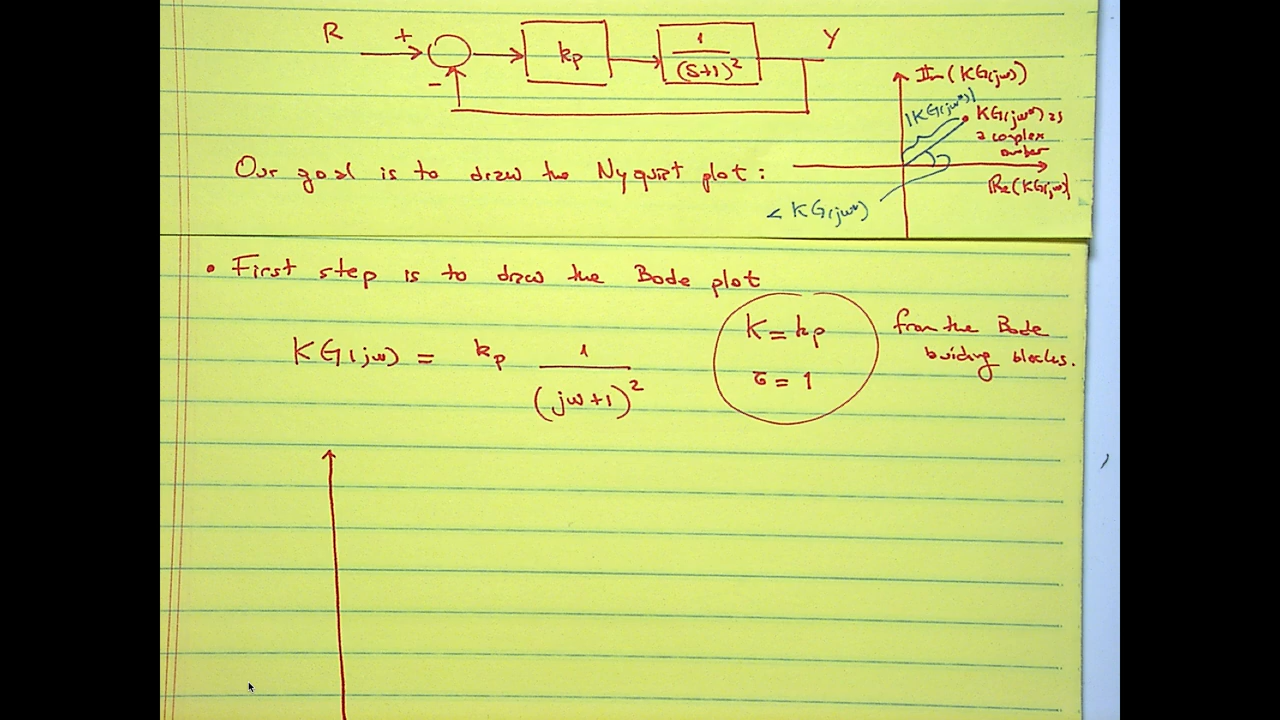 R + kp 1/(s+1)² Y
−
Im(KG(jω))
|KG(jω*)|
KG(jω*) is
a complex
number
Re(KG(jω))
Our goal is to draw the Nyquist plot :
< KG(jω*)
• First step is to draw the Bode plot
KG(jω) = kp 1/(jω+1)²
K = kp
τ = 1
from the Bode
building blocks.